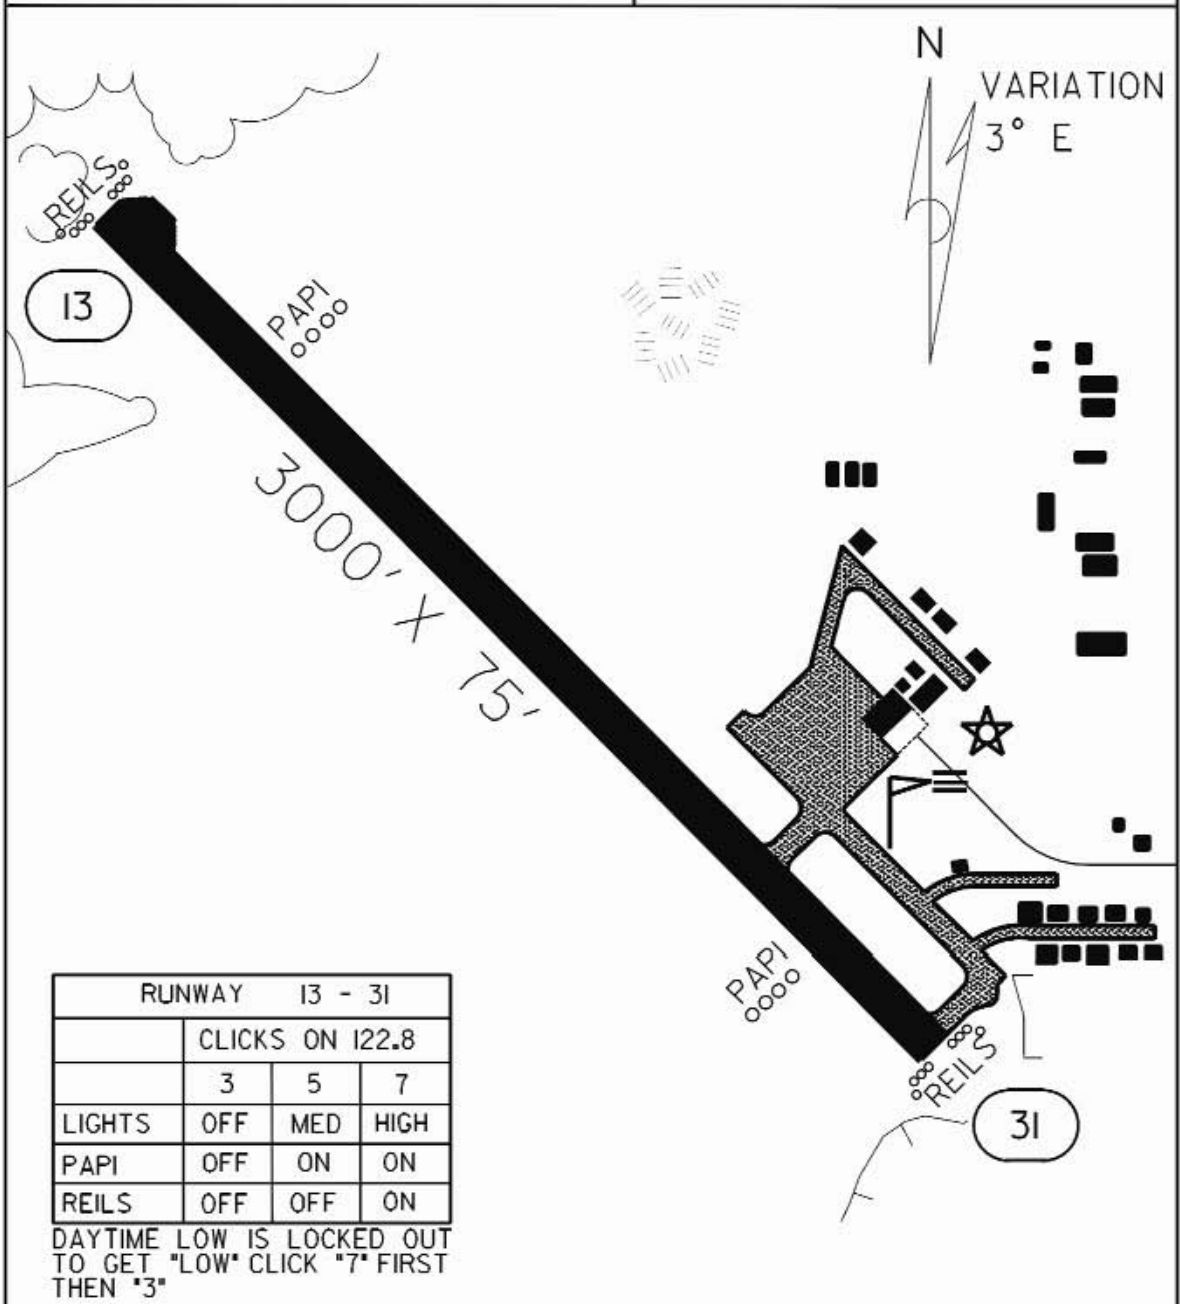 N
VARIATION
3° E
REILS
13
PAPI
3000' X 75'
PAPI
REILS
31
RUNWAY 13 - 31
CLICKS ON 122.8
3 5 7
LIGHTS OFF MED HIGH
PAPI OFF ON ON
REILS OFF OFF ON
DAYTIME LOW IS LOCKED OUT
TO GET "LOW" CLICK "7" FIRST
THEN "3"